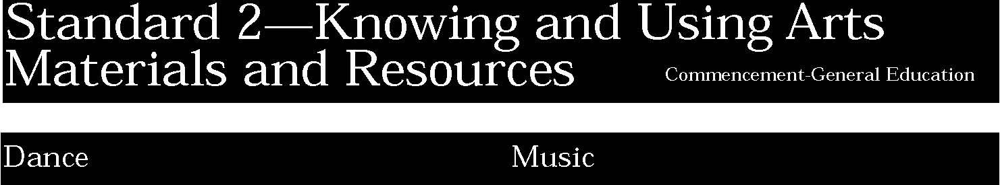 Standard 2—Knowing and Using Arts
Materials and Resources
Commencement-General Education
Dance
Music